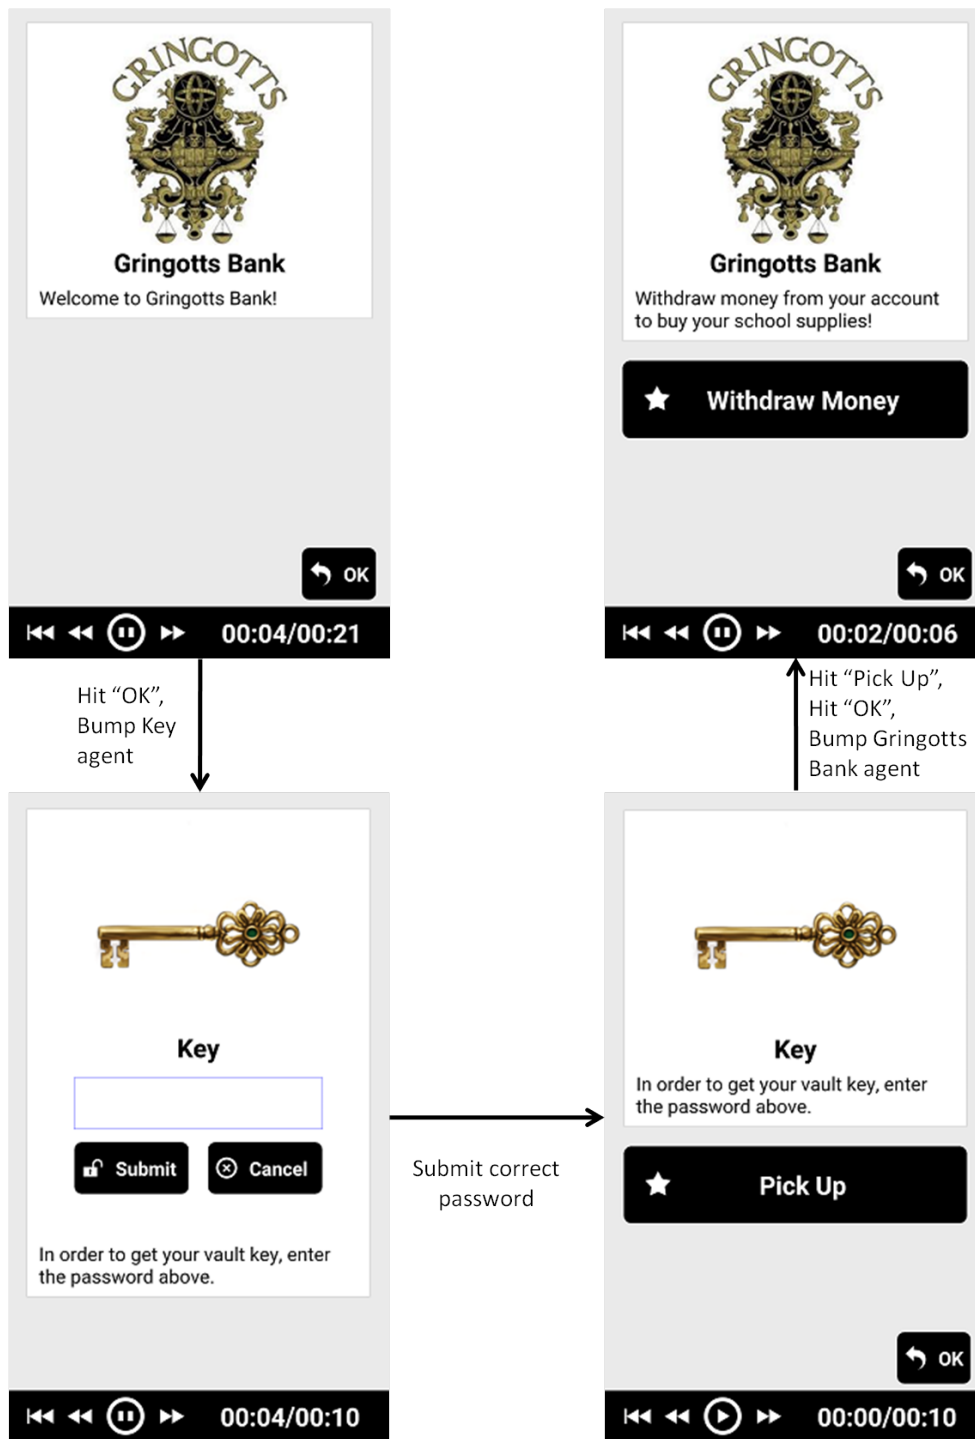 GRINGOTTS
Gringotts Bank
Welcome to Gringotts Bank!
OK
00:04/00:21
Hit “OK”,
Bump Key
agent
Key
Submit
Cancel
In order to get your vault key, enter
the password above.
00:04/00:10
Submit correct
password
Key
In order to get your vault key, enter
the password above.
Pick Up
OK
00:00/00:10
Hit “Pick Up”,
Hit “OK”,
Bump Gringotts
Bank agent
GRINGOTTS
Gringotts Bank
Withdraw money from your account
to buy your school supplies!
Withdraw Money
OK
00:02/00:06